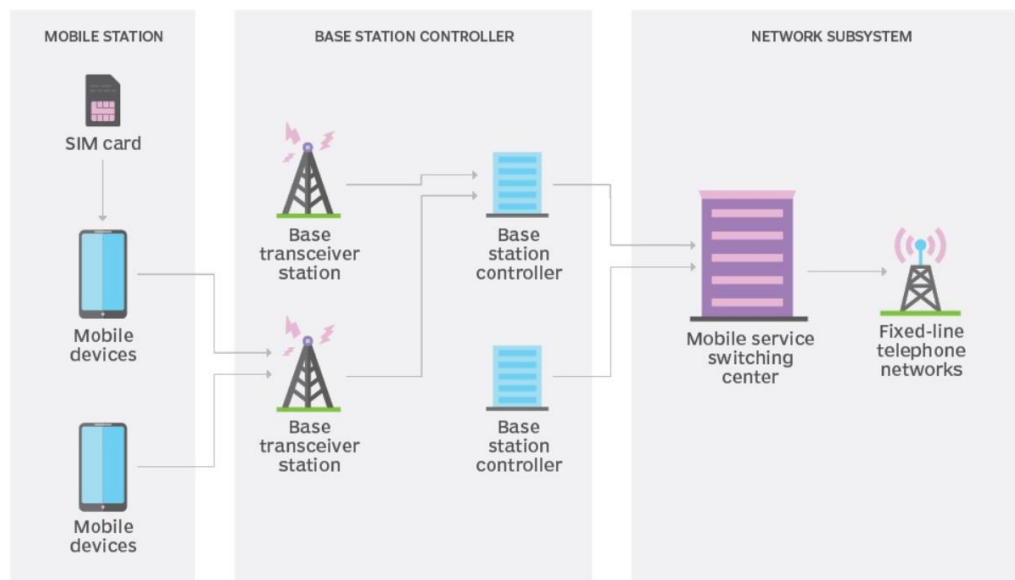 MOBILE STATION
SIM card
Mobile
devices
Mobile
devices
BASE STATION CONTROLLER
Base
transceiver
station
Base
station
controller
Base
transceiver
station
Base
station
controller
NETWORK SUBSYSTEM
Mobile service
switching
center
Fixed-line
telephone
networks